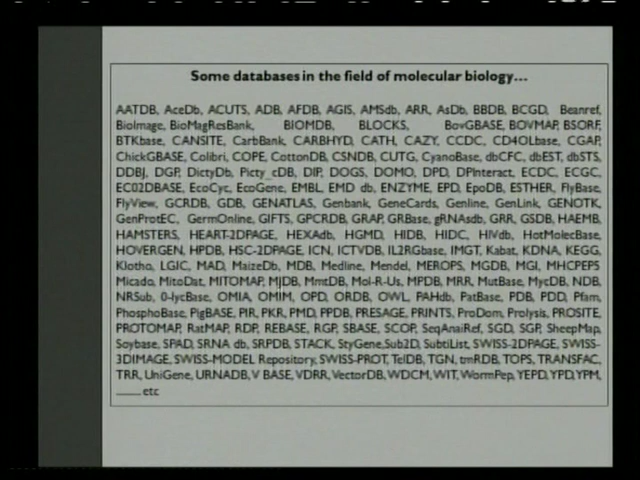 Some databases in the field of molecular biology...
AATDB, AceDb, ACUTS, ADB, AFDB, AGIS, AMSdb, ARR, AsDb, BBDB, BCGD, Beanref,
BioImage, BioMagResBank, BIOMDB, BLOCKS, BovGBASE, BOVMAP, BSORF,
BTKbase, CANSITE, CarbBank, CARBHYD, CATH, CAZY, CCDC, CD4OLbase, CGAP,
ChickGBASE, Colibri, COPE, CottonDB, CSNDB, CUTG, CyanoBase, dbCFC, dbEST, dbSTS,
DDBJ, DGP, DictyDb, Picty_cDB, DIP, DOGS, DOMO, DPD, DPInteract, ECDC, ECGC,
EC02DBASE, EcoCyc, EcoGene, EMBL, EMD db, ENZYME, EPD, EpoDB, ESTHER, FlyBase,
FlyView, GCRDB, GDB, GENATLAS, Genbank, GeneCards, Genline, GenLink, GENOTK,
GenProtEC, GermOnline, GIFTS, GPCRDB, GRAP, GRBase, gRNAsdb, GRR, GSDB, HAEMB,
HAMSTERS, HEART-2DPAGE, HEXAdb, HGMD, HIDB, HIDC, HIVdb, HotMolecBase,
HOVERGEN, HPDB, HSC-2DPAGE, ICN, ICTVDB, IL2RGbase, IMGT, Kabat, KDNA, KEGG,
Klotho, LGIC, MAD, MaizeDb, MDB, Medline, Mendel, MEROPS, MGDB, MGI, MHCPEP5
Micado, MitoDat, MITOMAP, MJDB, MmtDB, Mol-R-Us, MPDB, MRR, MutBase, MycDB, NDB,
NRSub, 0-lycBase, OMIA, OMIM, OPD, ORDB, OWL, PAHdb, PatBase, PDB, PDD, Pfam,
PhosphoBase, PigBASE, PIR, PKR, PMD, PPDB, PRESAGE, PRINTS, ProDom, Prolysis, PROSITE,
PROTOMAP, RatMAP, RDP, REBASE, RGP, SBASE, SCOP, SeqAnaiRef, SGD, SGP, SheepMap,
Soybase, SPAD, SRNA db, SRPDB, STACK, StyGene,Sub2D, SubtiList, SWISS-2DPAGE, SWISS-
3DIMAGE, SWISS-MODEL Repository, SWISS-PROT, TelDB, TGN, tmRDB, TOPS, TRANSFAC,
TRR, UniGene, URNADB, V BASE, VDRR, VectorDB, WDCM, WIT, WormPep, YEPD, YPD, YPM,
....... etc